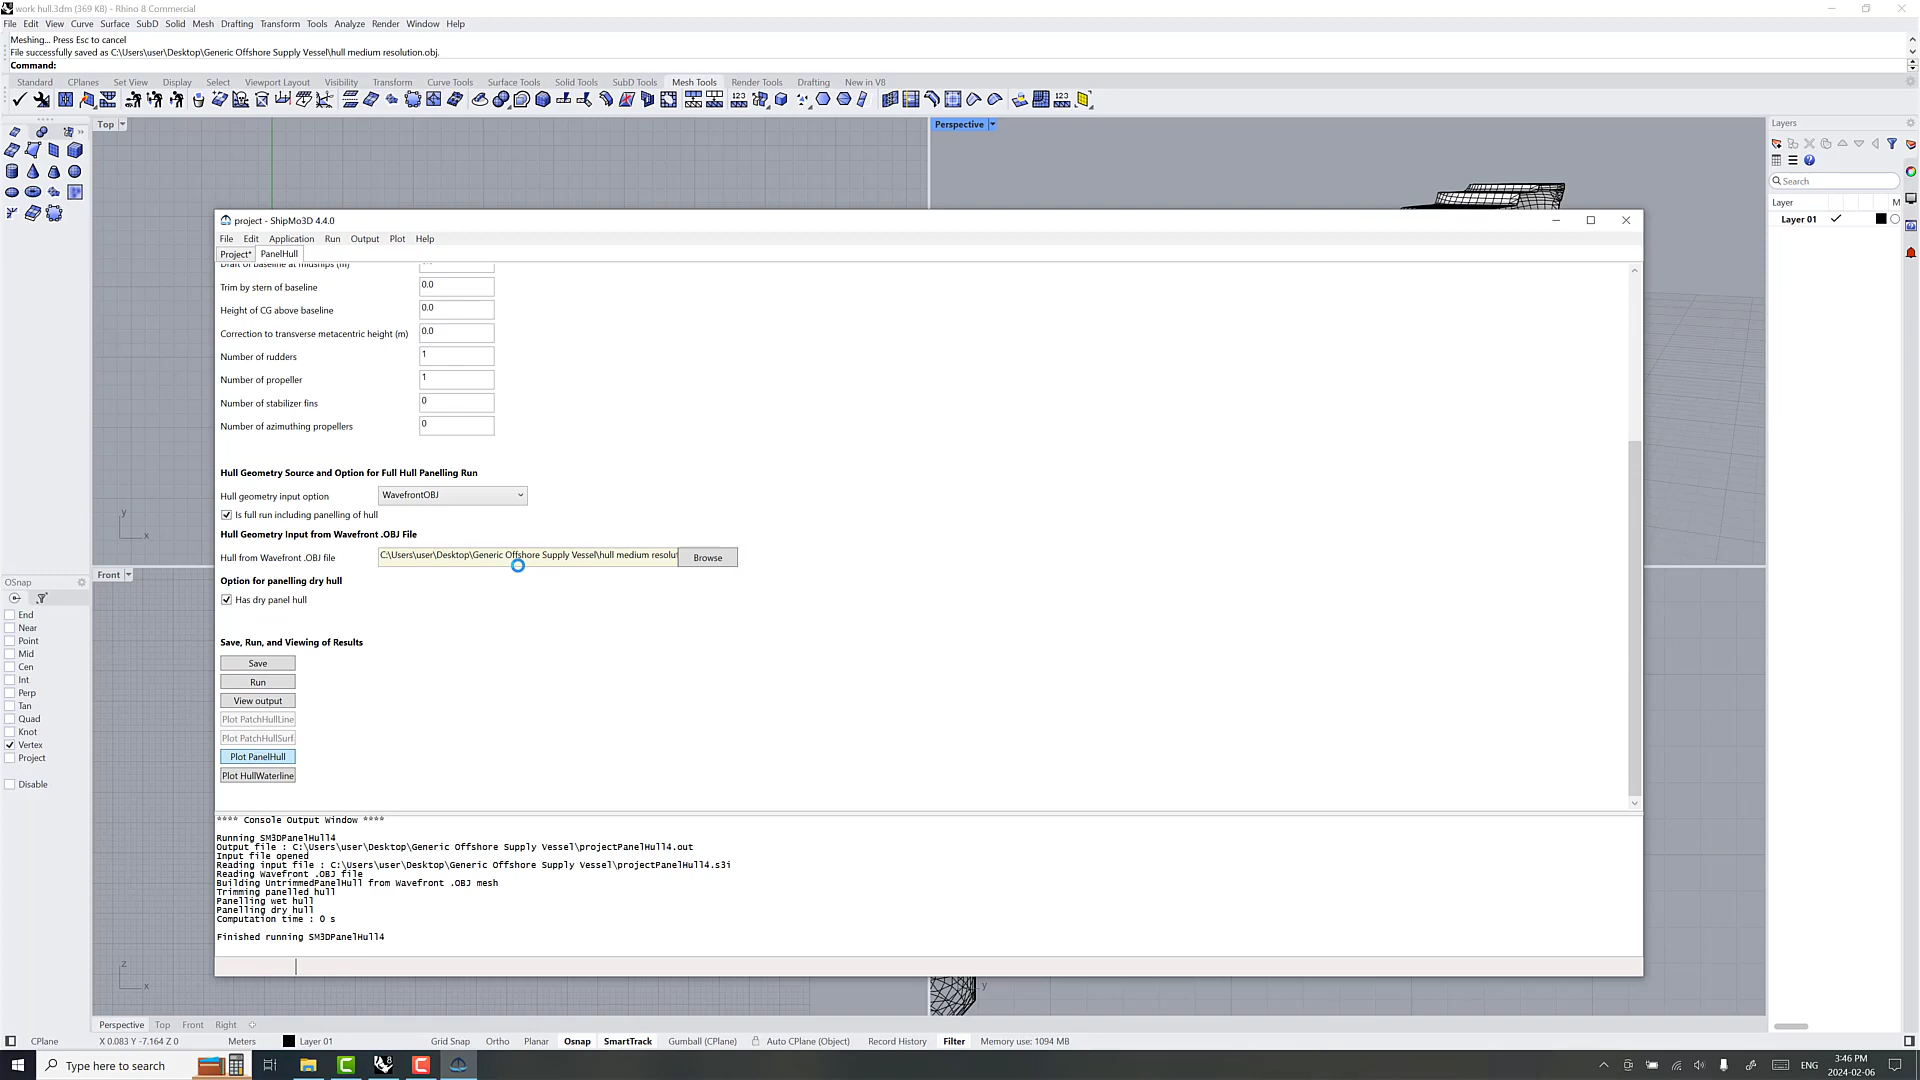 work hull.3dm (369 KB) - Rhino 8 Commercial
File Edit View Curve Surface SubD Solid Mesh Drafting Transform Tools Analyze Render Window Help
Meshing... Press Esc to cancel
File successfully saved as C:\Users\user\Desktop\Generic Offshore Supply Vessel\hull medium resolution.obj.
Command:
Standard CPlanes Set View Display Select Viewport Layout Visibility Transform Curve Tools Surface Tools Solid Tools SubD Tools Mesh Tools Render Tools Drafting New in V8
Top
Perspective
Layers
Search
Layer M
Layer 01
project - ShipMo3D 4.4.0
File Edit Application Run Output Plot Help
Project* PanelHull
Draft of baseline at midships (m)
Trim by stern of baseline 0.0
Height of CG above baseline 0.0
Correction to transverse metacentric height (m) 0.0
Number of rudders 1
Number of propeller 1
Number of stabilizer fins 0
Number of azimuthing propellers 0
Hull Geometry Source and Option for Full Hull Panelling Run
Hull geometry input option WavefrontOBJ
Is full run including panelling of hull
Hull Geometry Input from Wavefront .OBJ File
Hull from Wavefront .OBJ file C:\Users\user\Desktop\Generic Offshore Supply Vessel\hull medium resolut Browse
Option for panelling dry hull
Has dry panel hull
Save, Run, and Viewing of Results
Save
Run
View output
Plot PatchHullLine
Plot PatchHullSurf
Plot PanelHull
Plot HullWaterline
**** Console Output Window ****
Running SM3DPanelHull4
Output file : C:\Users\user\Desktop\Generic Offshore Supply Vessel\projectPanelHull4.out
Input file opened
Reading input file : C:\Users\user\Desktop\Generic Offshore Supply Vessel\projectPanelHull4.s3i
Reading Wavefront .OBJ file
Building UntrimmedPanelHull from Wavefront .OBJ mesh
Trimming panelled hull
Panelling wet hull
Panelling dry hull
Computation time : 0 s
Finished running SM3DPanelHull4
y
x
Front
z
x
y
OSnap
End
Near
Point
Mid
Cen
Int
Perp
Tan
Quad
Knot
Vertex
Project
Disable
Perspective Top Front Right
CPlane X 0.083 Y -7.164 Z 0 Meters Layer 01 Grid Snap Ortho Planar Osnap SmartTrack Gumball (CPlane) Auto CPlane (Object) Record History Filter Memory use: 1094 MB
Type here to search
ENG
3:46 PM
2024-02-06